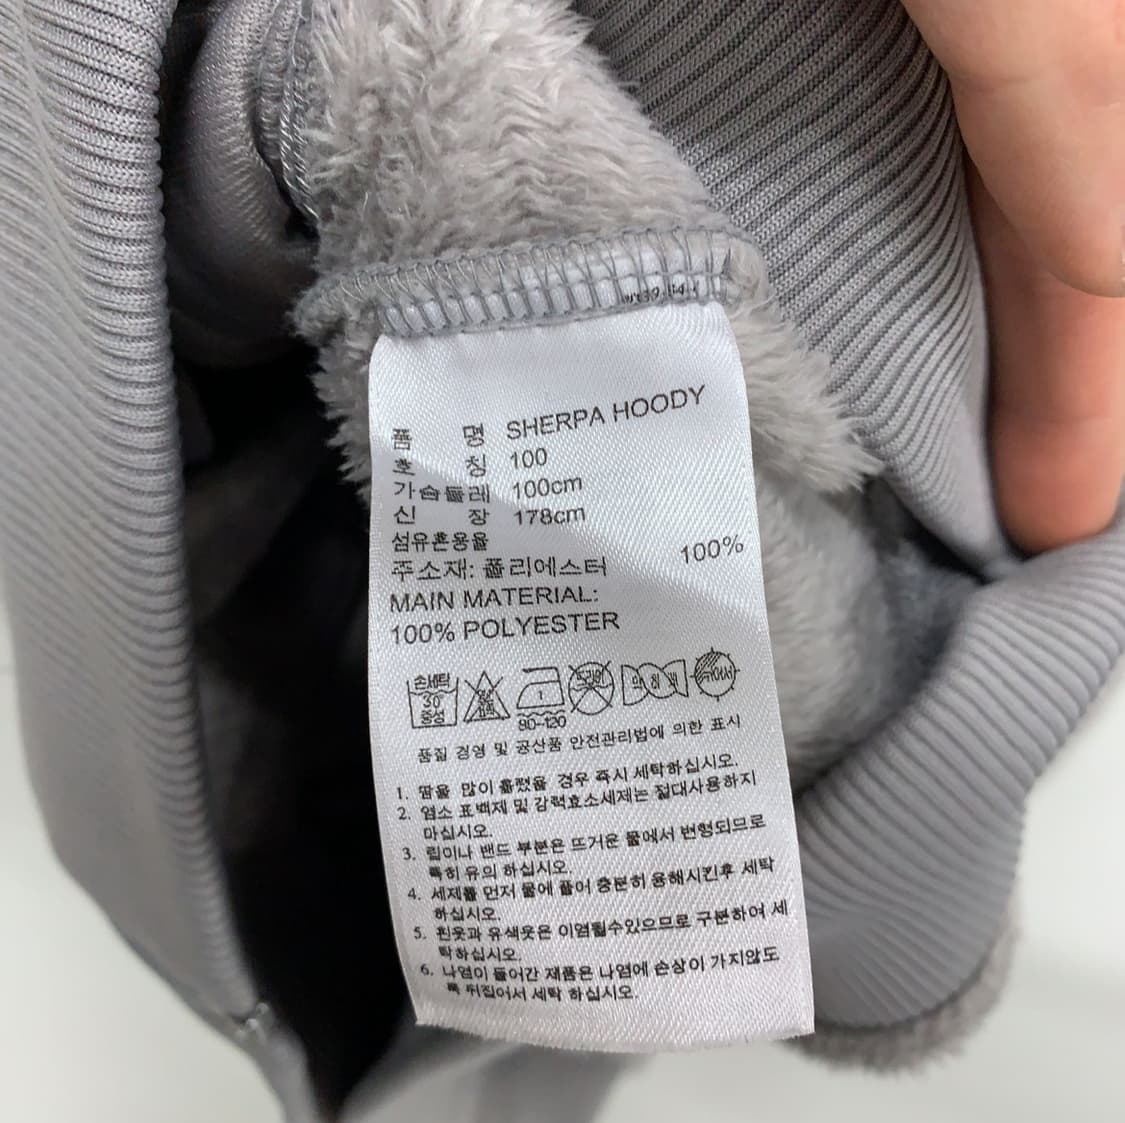 품 명 SHERPA HOODY
호 칭 100
가슴둘레 100cm
신 장 178cm
섬유혼용율
주소재: 폴리에스터 100%
MAIN MATERIAL:
100% POLYESTER
손세탁
30°
중성
80~120
품질 경영 및 공산품 안전관리법에 의한 표시
1. 땀을 많이 흘렸을 경우 즉시 세탁하십시오.
2. 염소 표백제 및 강력효소세제는 절대사용하지
마십시오.
3. 립이나 밴드 부분은 뜨거운 물에서 변형되므로
특히 유의 하십시오.
4. 세제를 먼저 물에 풀어 충분히 용해시킨후 세탁
하십시오.
5. 흰옷과 유색옷은 이염될수있으므로 구분하여 세
탁하십시오.
6. 나염이 들어간 제품은 나염에 손상이 가지않도
록 뒤집어서 세탁 하십시오.